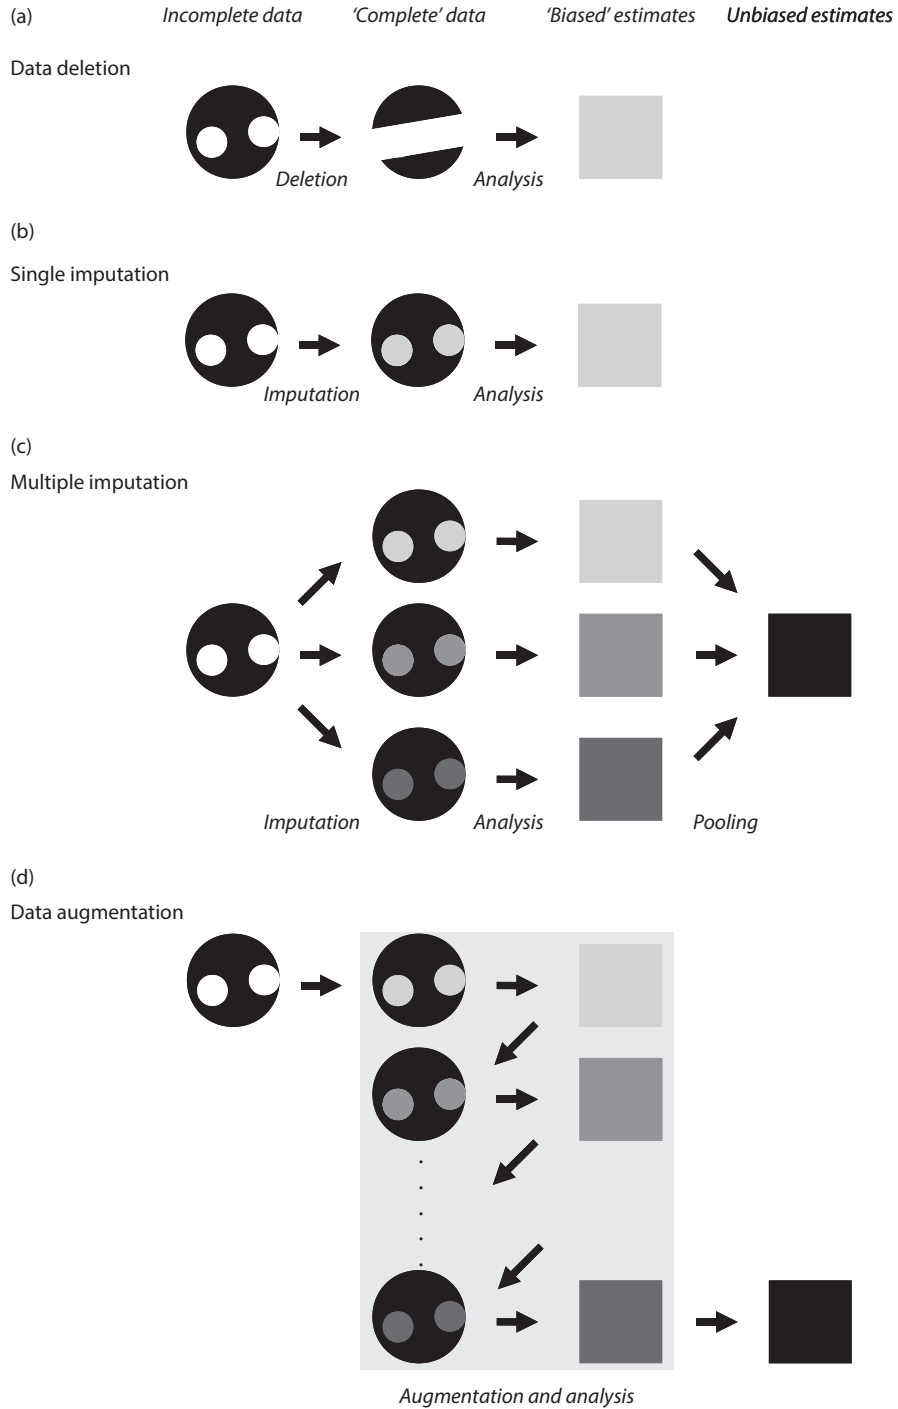 (a)
Incomplete data
‘Complete’ data
‘Biased’ estimates
Unbiased estimates
Data deletion
Deletion
Analysis
(b)
Single imputation
Imputation
Analysis
(c)
Multiple imputation
Imputation
Analysis
Pooling
(d)
Data augmentation
Augmentation and analysis